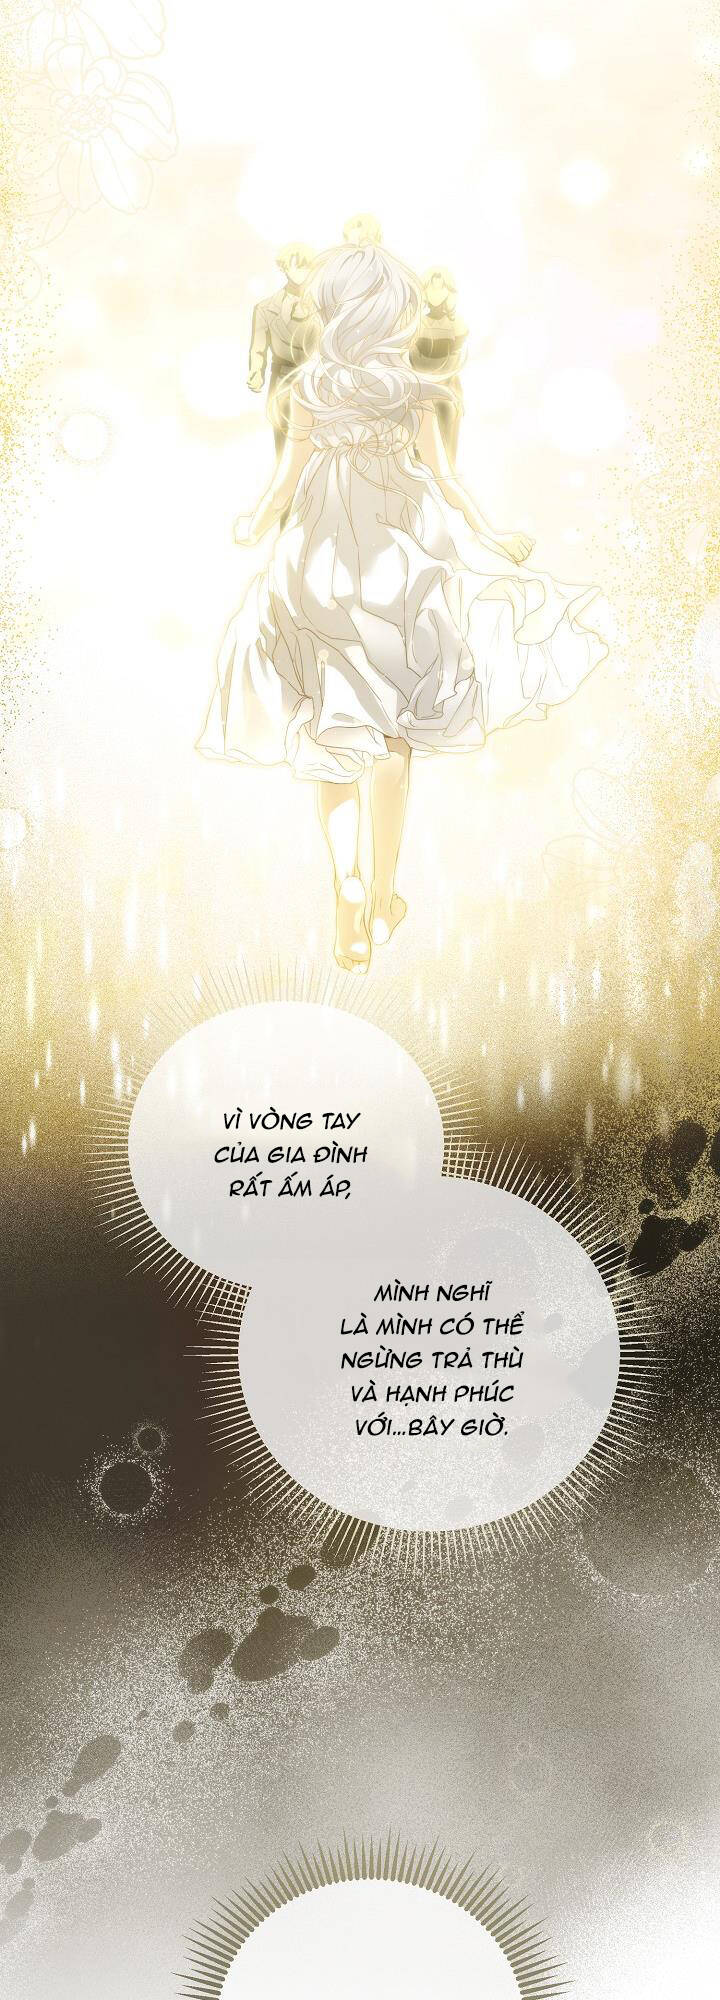 VÌ VÒNG TAY
CỦA GIA ĐÌNH
RẤT ẤM ÁP,
MÌNH NGHĨ
LÀ MÌNH CÓ THỂ
NGỪNG TRẢ THÙ
VÀ HẠNH PHÚC
VỚI...BÂY GIỜ.